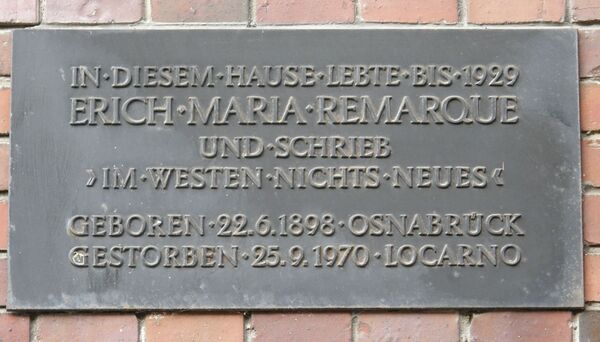 IN·DIESEM·HAUSE·LEBTE·BIS·1929
ERICH·MARIA·REMARQUE
UND·SCHRIEB
»IM·WESTEN·NICHTS·NEUES«
GEBOREN·22.6.1898·OSNABRÜCK
GESTORBEN·25.9.1970·LOCARNO